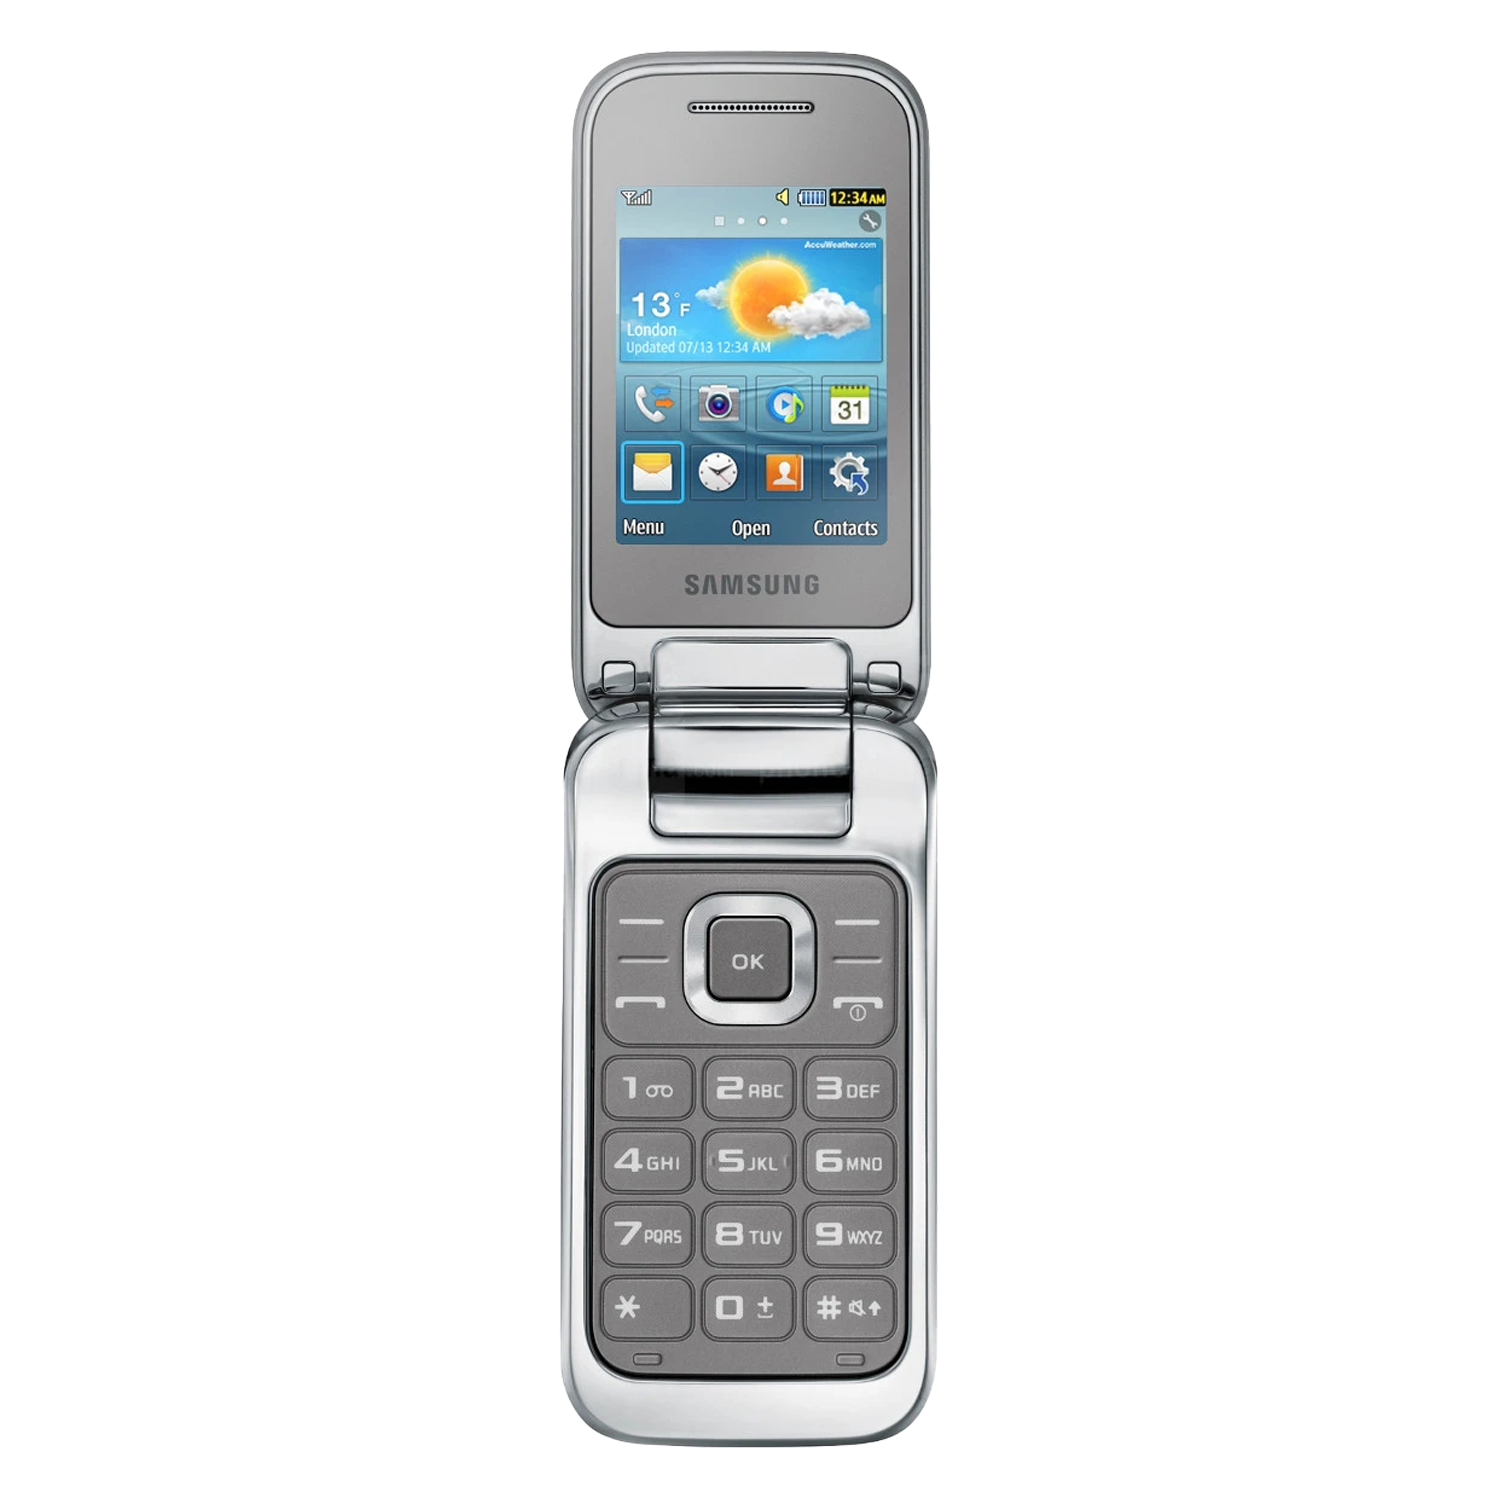 12:34AM
AccuWeather.com
13°F
London
Updated 07/13 12:34 AM
31
Menu Open Contacts
SAMSUNG
OK
1
2 ABC
3 DEF
4 GHI
5 JKL
6 MNO
7 PQRS
8 TUV
9 WXYZ
*
0 +
#